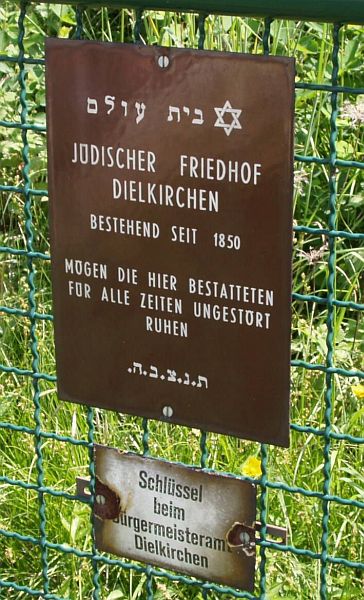 בית עולם
JÜDISCHER FRIEDHOF
DIELKIRCHEN
BESTEHEND SEIT 1850
MÖGEN DIE HIER BESTATTETEN
FÜR ALLE ZEITEN UNGESTÖRT
RUHEN
ת.נ.צ.ב.ה.
Schlüssel
beim
Bürgermeisteramt
Dielkirchen